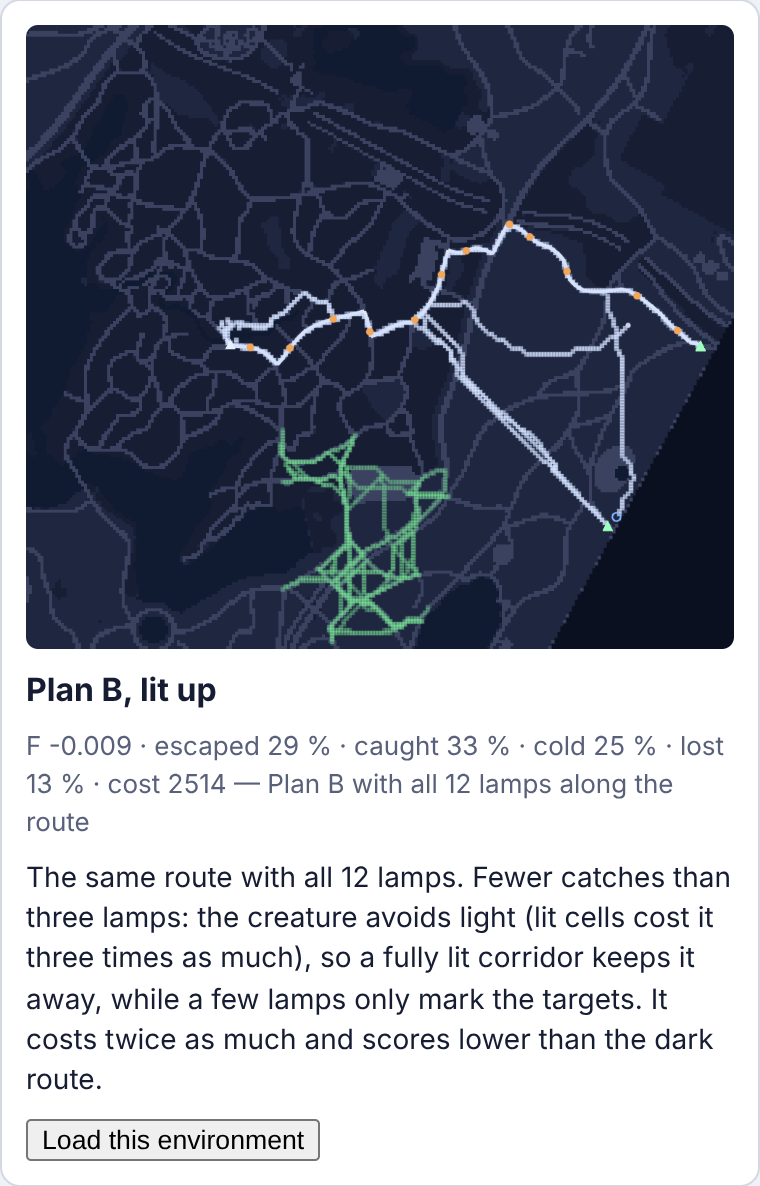 Plan B, lit up
F -0.009 · escaped 29 % · caught 33 % · cold 25 % · lost
13 % · cost 2514 — Plan B with all 12 lamps along the
route
The same route with all 12 lamps. Fewer catches than
three lamps: the creature avoids light (lit cells cost it
three times as much), so a fully lit corridor keeps it
away, while a few lamps only mark the targets. It
costs twice as much and scores lower than the dark
route.
Load this environment